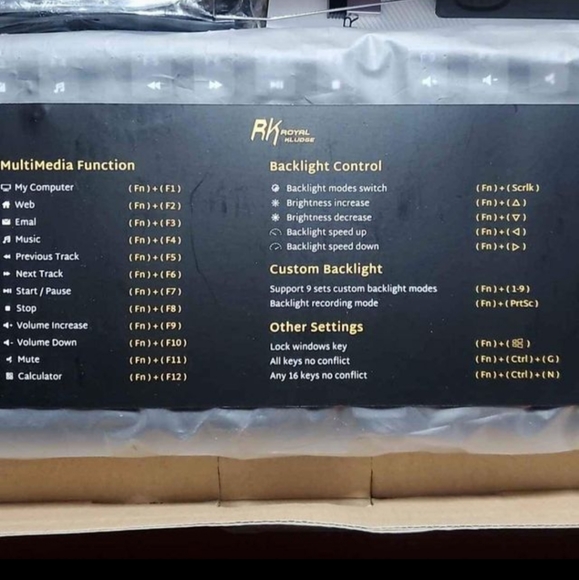 RK ROYAL
KLUDGE
MultiMedia Function
My Computer (Fn)+(F1)
Web (Fn)+(F2)
Emal (Fn)+(F3)
Music (Fn)+(F4)
Previous Track (Fn)+(F5)
Next Track (Fn)+(F6)
Start / Pause (Fn)+(F7)
Stop (Fn)+(F8)
Volume Increase (Fn)+(F9)
Volume Down (Fn)+(F10)
Mute (Fn)+(F11)
Calculator (Fn)+(F12)
Backlight Control
Backlight modes switch (Fn)+(Scrlk)
Brightness increase (Fn)+(△)
Brightness decrease (Fn)+(▽)
Backlight speed up (Fn)+(◁)
Backlight speed down (Fn)+(▷)
Custom Backlight
Support 9 sets custom backlight modes (Fn)+(1-9)
Backlight recording mode (Fn)+(PrtSc)
Other Settings
Lock windows key (Fn)+(⊞)
All keys no conflict (Fn)+(Ctrl)+(G)
Any 16 keys no conflict (Fn)+(Ctrl)+(N)